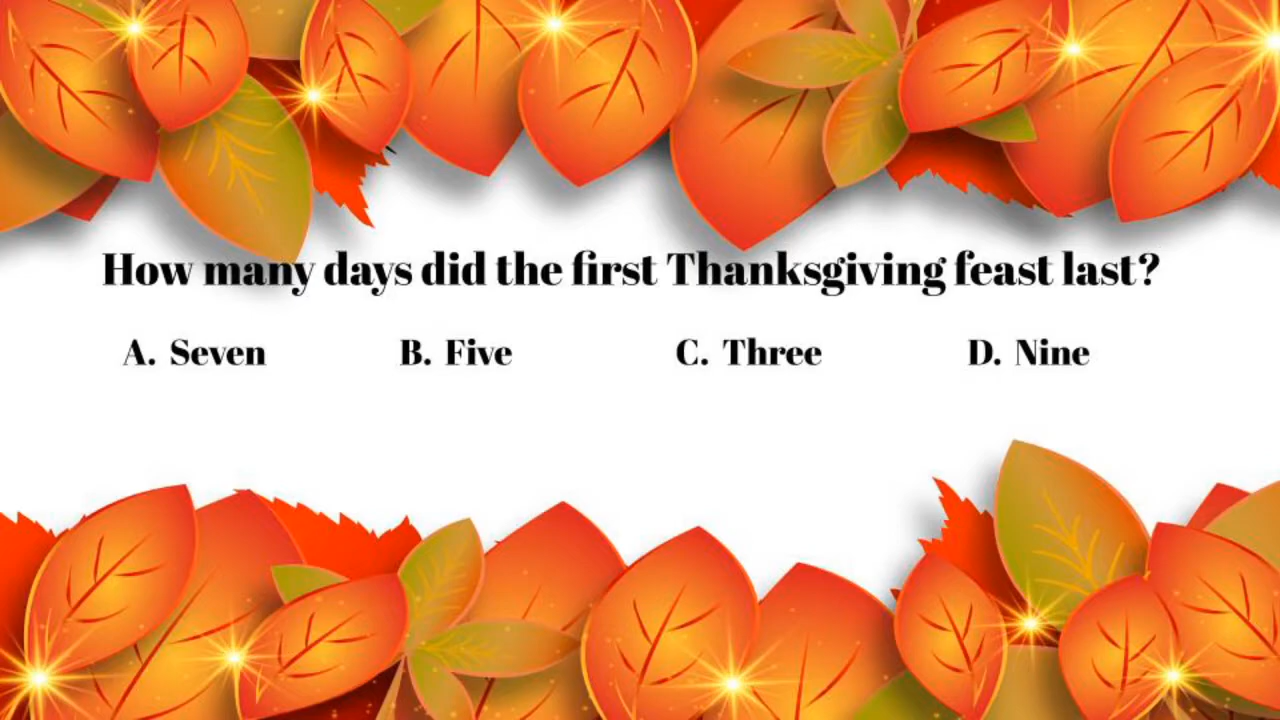 How many days did the first Thanksgiving feast last?
A. Seven B. Five C. Three D. Nine